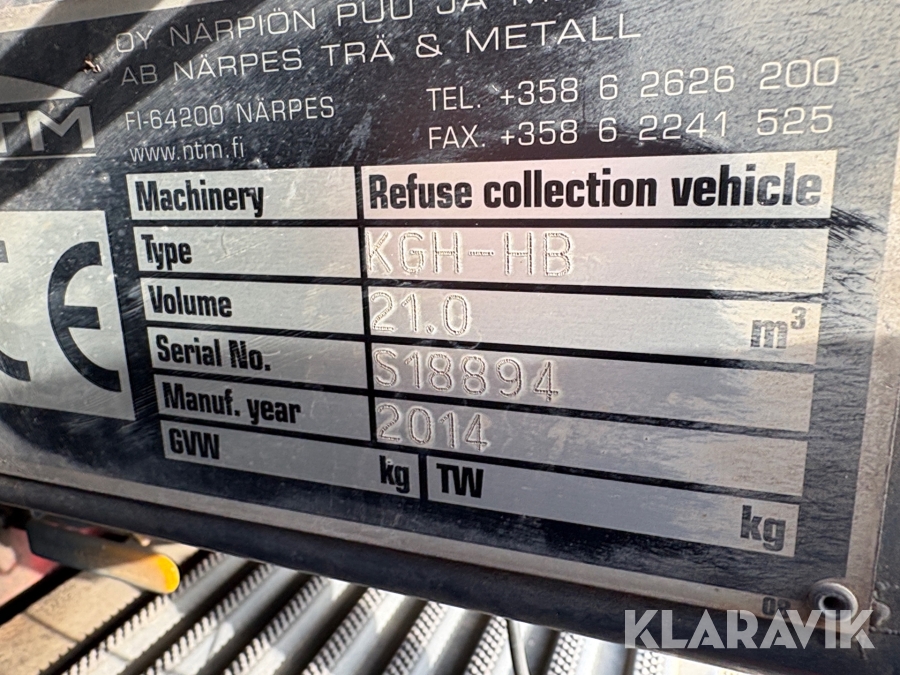 OY NÄRPIÖN PUU JA
AB NÄRPES TRÄ & METALL
FI-64200 NÄRPES
TEL. +358 6 2626 200
www.ntm.fi
FAX. +358 6 2241 525
NTM
CE
Machinery Refuse collection vehicle
Type KGH-HB
Volume 21.0 m³
Serial No. S18894
Manuf. year 2014
GVW kg TW kg
KLARAVIK